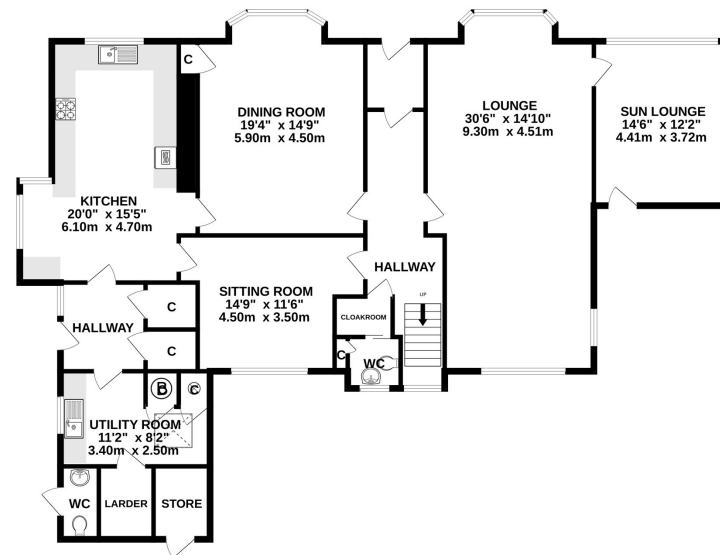 C
DINING ROOM
19'4" x 14'9"
5.90m x 4.50m
LOUNGE
30'6" x 14'10"
9.30m x 4.51m
SUN LOUNGE
14'6" x 12'2"
4.41m x 3.72m
KITCHEN
20'0" x 15'5"
6.10m x 4.70m
SITTING ROOM
14'9" x 11'6"
4.50m x 3.50m
HALLWAY
UP
CLOAKROOM
C
WC
HALLWAY
C
C
B
C
UTILITY ROOM
11'2" x 8'2"
3.40m x 2.50m
WC
LARDER
STORE